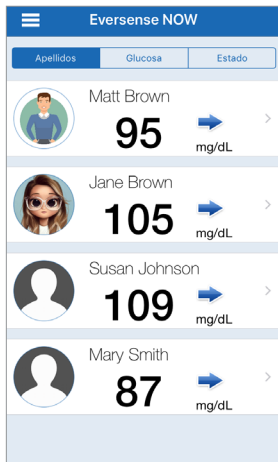 Eversense NOW
Apellidos Glucosa Estado
Matt Brown
95
mg/dL
Jane Brown
105
mg/dL
Susan Johnson
109
mg/dL
Mary Smith
87
mg/dL